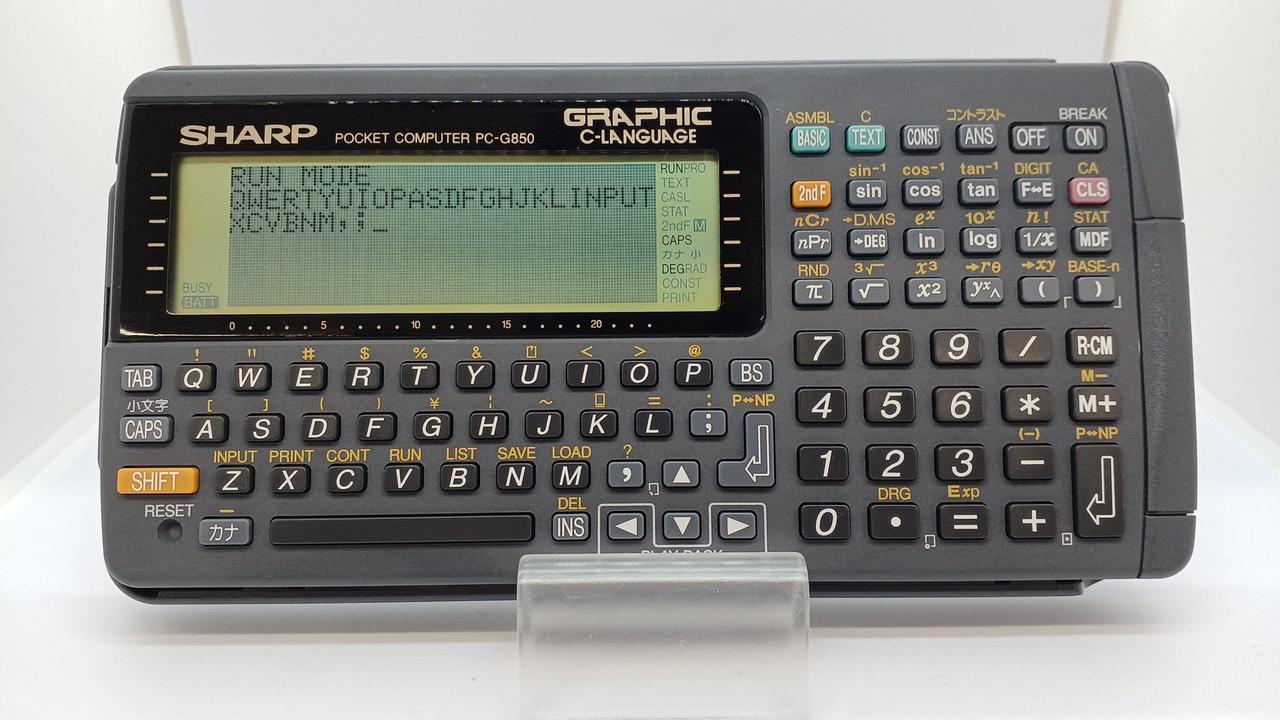 SHARP POCKET COMPUTER PC-G850 GRAPHIC C-LANGUAGE
RUN MODE
QWERTYUIOPASDFGHJKLINPUT
XCVBNM,;_
RUNPRO
TEXT
CASL
STAT
2ndF M
CAPS
カナ 小
DEGRAD
CONST
PRINT
BUSY
BATT
0 5 10 15 20
! " # $ % & < > @
TAB Q W E R T Y U I O P BS
小文字 [ ] { } ¥ ¦ ~ = : P↔NP
CAPS A S D F G H J K L ;
INPUT PRINT CONT RUN LIST SAVE LOAD ?
SHIFT Z X C V B N M , ▲
RESET DEL
カナ INS ◀ ▼ ▶
PLAY BACK
ASMBL C コントラスト BREAK
BASIC TEXT CONST ANS OFF ON
sin⁻¹ cos⁻¹ tan⁻¹ DIGIT CA
2nd F sin cos tan F↔E CLS
nCr →D.MS eˣ 10ˣ n! STAT
nPr →DEG ln log 1/x MDF
RND ³√ x³ →rθ →xy BASE-n
π √ x² yˣ^ ( )
7 8 9 / R·CM
M−
4 5 6 * M+
(−) P↔NP
1 2 3 −
DRG Exp
0 • = +